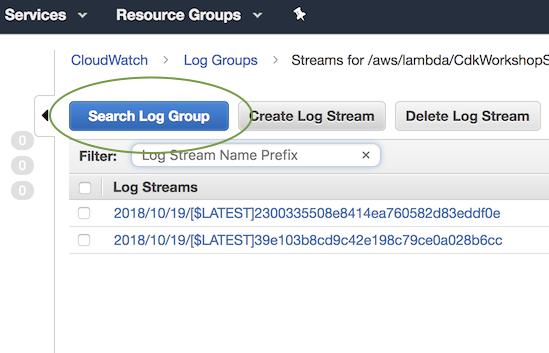 Services Resource Groups
CloudWatch > Log Groups > Streams for /aws/lambda/CdkWorkshopS
Search Log Group Create Log Stream Delete Log Stream
0
Filter: Log Stream Name Prefix ×
0
0
Log Streams
2018/10/19/[$LATEST]2300335508e8414ea760582d83eddf0e
2018/10/19/[$LATEST]39e103b8cd9c42e198c79ce0a028b6cc